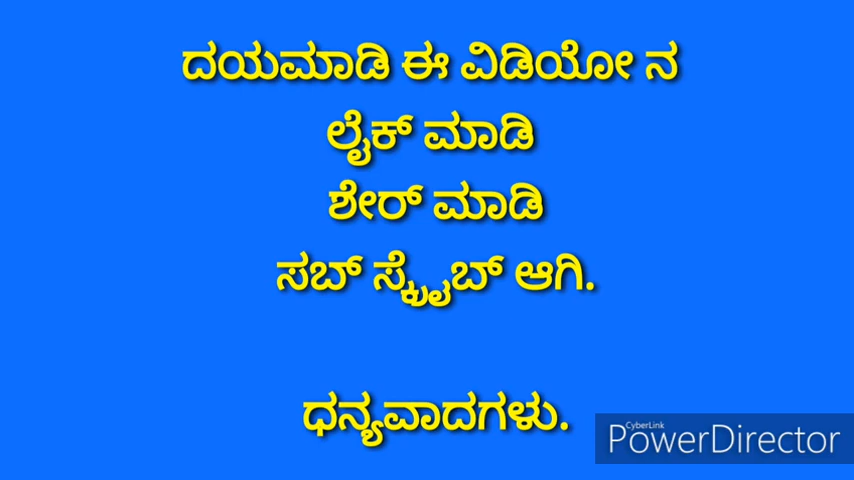 ದಯಮಾಡಿ ಈ ವಿಡಿಯೋ ನ
ಲೈಕ್ ಮಾಡಿ
ಶೇರ್ ಮಾಡಿ
ಸಬ್ ಸ್ಕ್ರೈಬ್ ಆಗಿ.
ಧನ್ಯವಾದಗಳು.
CyberLink
PowerDirector